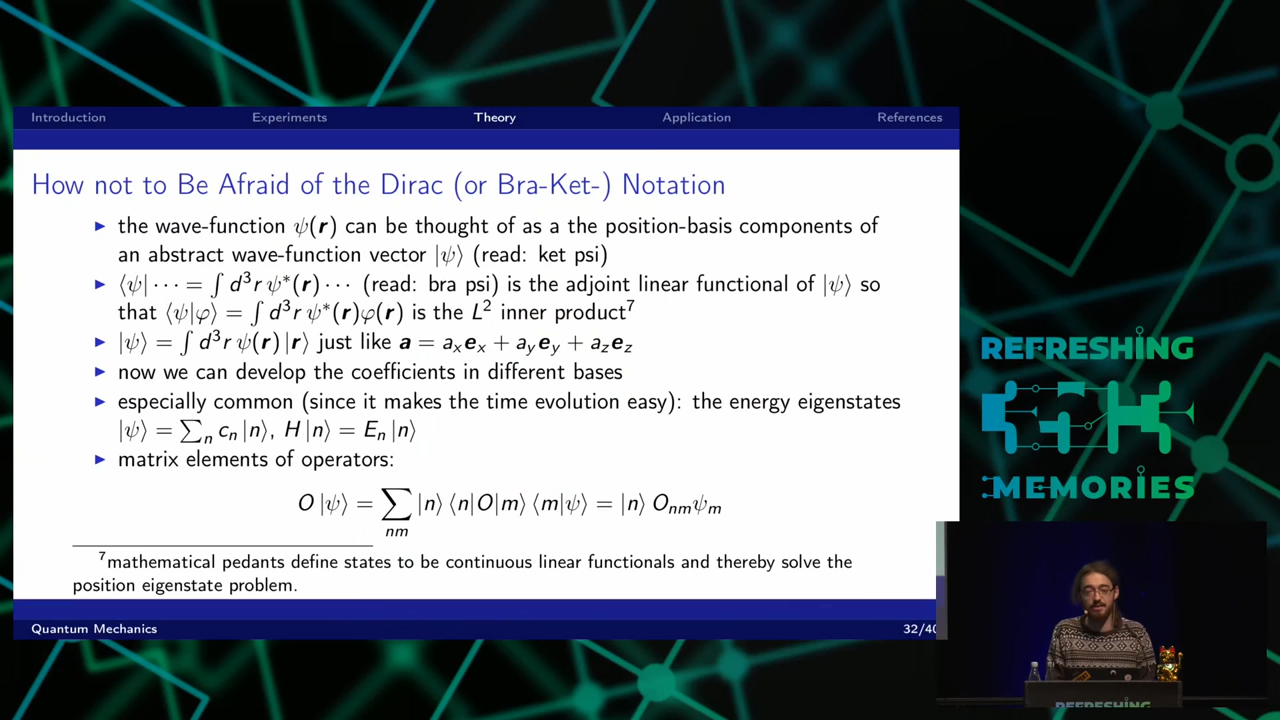 Introduction Experiments Theory Application References
How not to Be Afraid of the Dirac (or Bra-Ket-) Notation
▶ the wave-function ψ(r) can be thought of as a the position-basis components of
an abstract wave-function vector |ψ⟩ (read: ket psi)
▶ ⟨ψ| ··· = ∫ d³r ψ*(r) ··· (read: bra psi) is the adjoint linear functional of |ψ⟩ so
that ⟨ψ|φ⟩ = ∫ d³r ψ*(r)φ(r) is the L² inner product⁷
▶ |ψ⟩ = ∫ d³r ψ(r) |r⟩ just like a = aₓeₓ + a_y e_y + a_z e_z
▶ now we can develop the coefficients in different bases
▶ especially common (since it makes the time evolution easy): the energy eigenstates
|ψ⟩ = ∑ₙ cₙ |n⟩, H |n⟩ = Eₙ |n⟩
▶ matrix elements of operators:
O |ψ⟩ = ∑ₙₘ |n⟩ ⟨n|O|m⟩ ⟨m|ψ⟩ = |n⟩ Oₙₘψₘ
⁷mathematical pedants define states to be continuous linear functionals and thereby solve the
position eigenstate problem.
Quantum Mechanics 32/40
REFRESHING
MEMORIES
REFRESHING